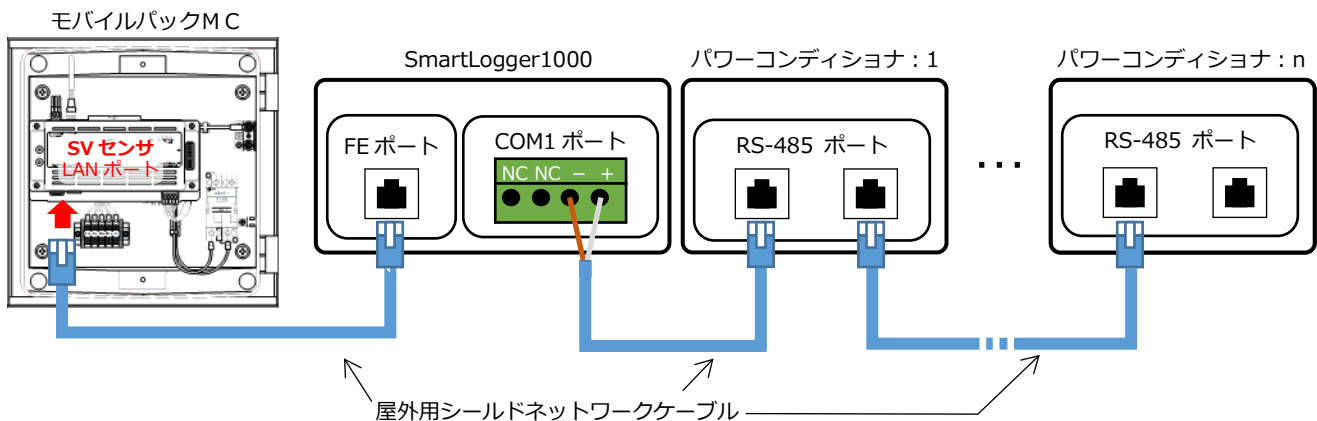 モバイルパックＭＣ
SmartLogger1000
パワーコンディショナ：1
パワーコンディショナ：n
SV センサ
LAN ポート
FE ポート
COM1 ポート
NC NC － ＋
RS-485 ポート
…
RS-485 ポート
屋外用シールドネットワークケーブル